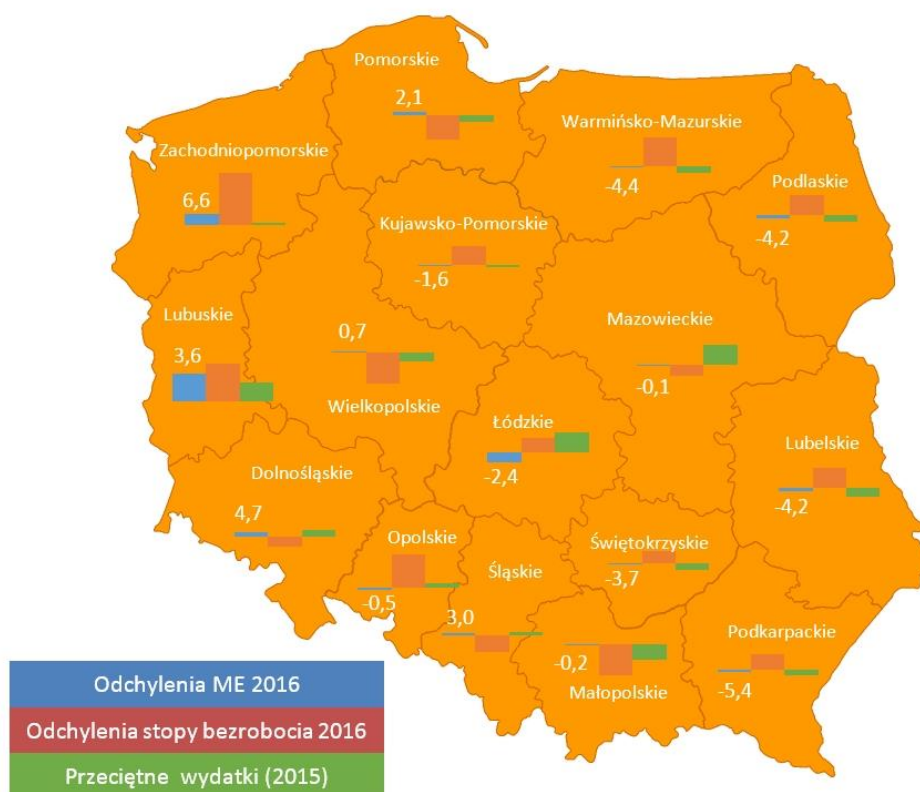 Pomorskie
2,1
Warmińsko-Mazurskie
-4,4
Zachodniopomorskie
6,6
Podlaskie
-4,2
Kujawsko-Pomorskie
-1,6
Lubuskie
3,6
0,7
Wielkopolskie
Mazowieckie
-0,1
Łódzkie
-2,4
Lubelskie
-4,2
Dolnośląskie
4,7
Opolskie
-0,5
Śląskie
3,0
Świętokrzyskie
-3,7
-0,2
Małopolskie
Podkarpackie
-5,4
Odchylenia ME 2016
Odchylenia stopy bezrobocia 2016
Przeciętne wydatki (2015)